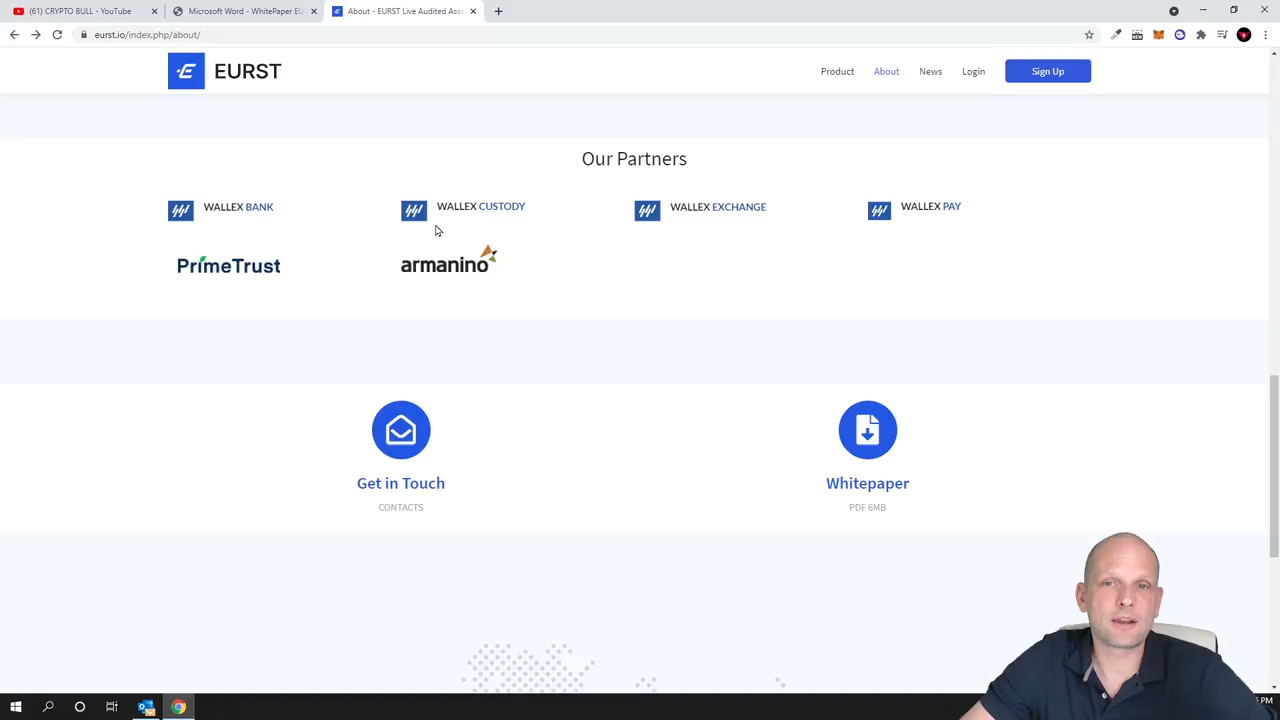 (61) CRYPTO BULL - YouTube
Microsoft Word - WhitePaper EU
About - EURST Live Audited Ass
eurst.io/index.php/about/
EURST
Product
About
News
Login
Sign Up
Our Partners
WALLEX BANK
WALLEX CUSTODY
WALLEX EXCHANGE
WALLEX PAY
PrimeTrust
armanino
Get in Touch
CONTACTS
Whitepaper
PDF 6MB
PM